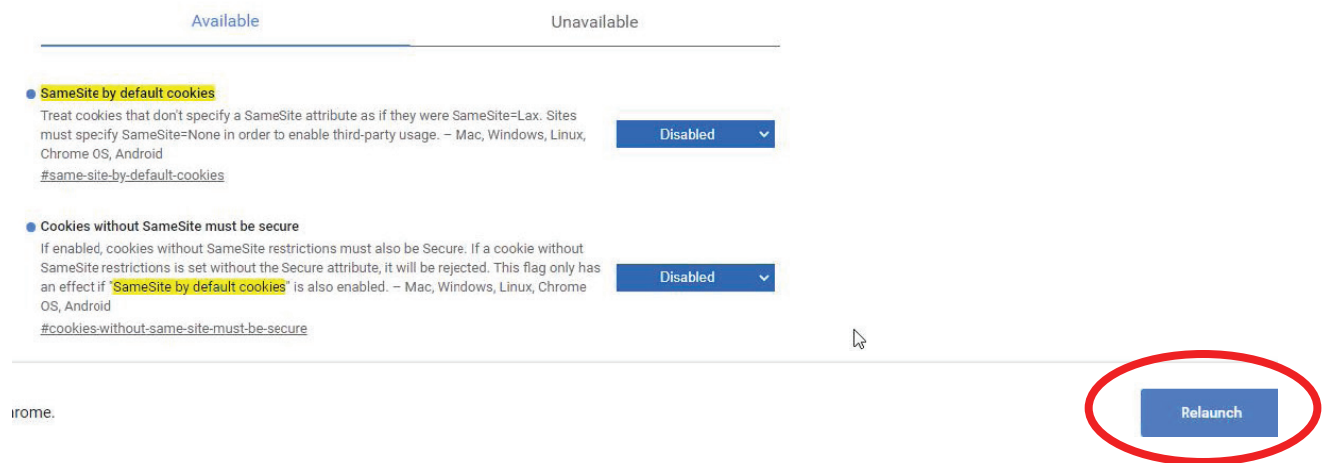 Available
Unavailable
SameSite by default cookies
Treat cookies that don't specify a SameSite attribute as if they were SameSite=Lax. Sites
must specify SameSite=None in order to enable third-party usage. – Mac, Windows, Linux,
Chrome OS, Android
#same-site-by-default-cookies
Disabled
Cookies without SameSite must be secure
If enabled, cookies without SameSite restrictions must also be Secure. If a cookie without
SameSite restrictions is set without the Secure attribute, it will be rejected. This flag only has
an effect if "SameSite by default cookies" is also enabled. – Mac, Windows, Linux, Chrome
OS, Android
#cookies-without-same-site-must-be-secure
Disabled
rome.
Relaunch